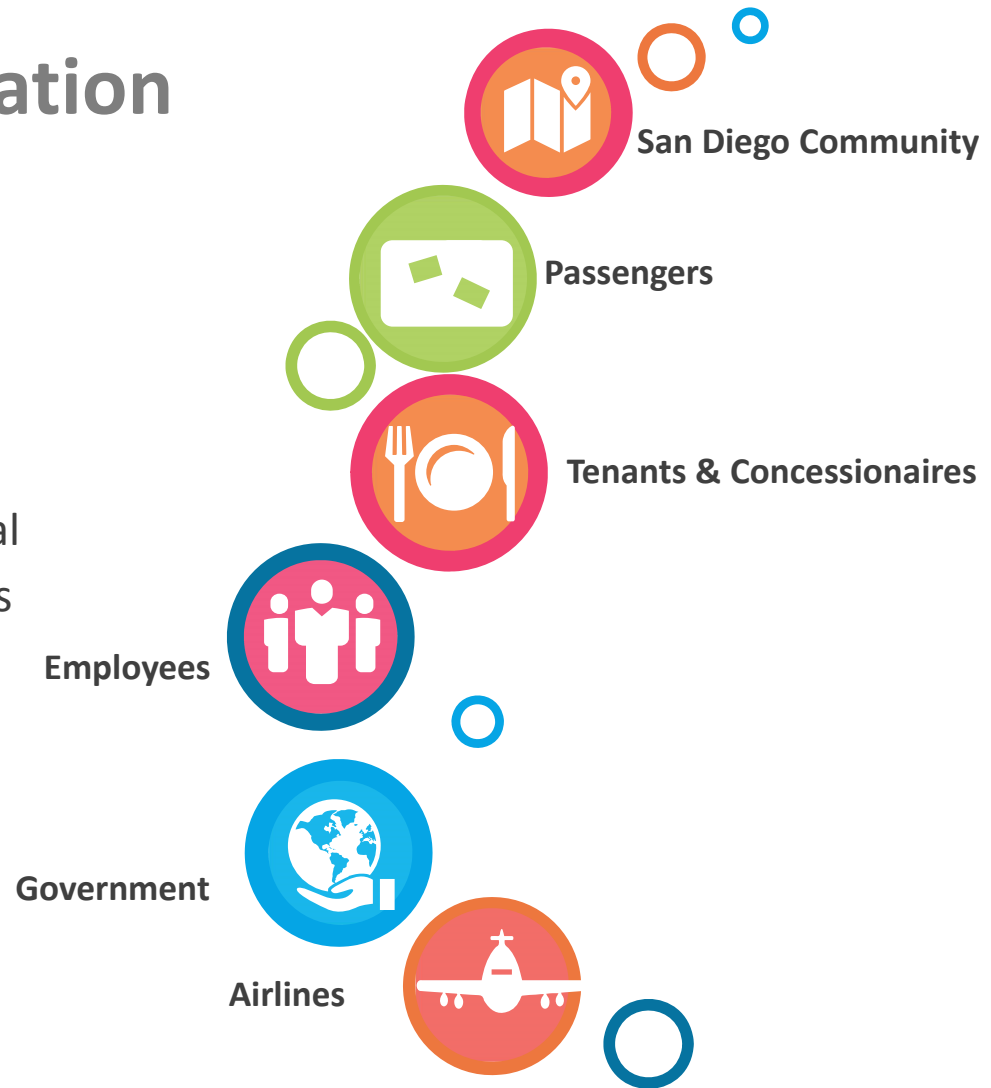 ation
San Diego Community
Passengers
Tenants & Concessionaires
al
s
Employees
Government
Airlines